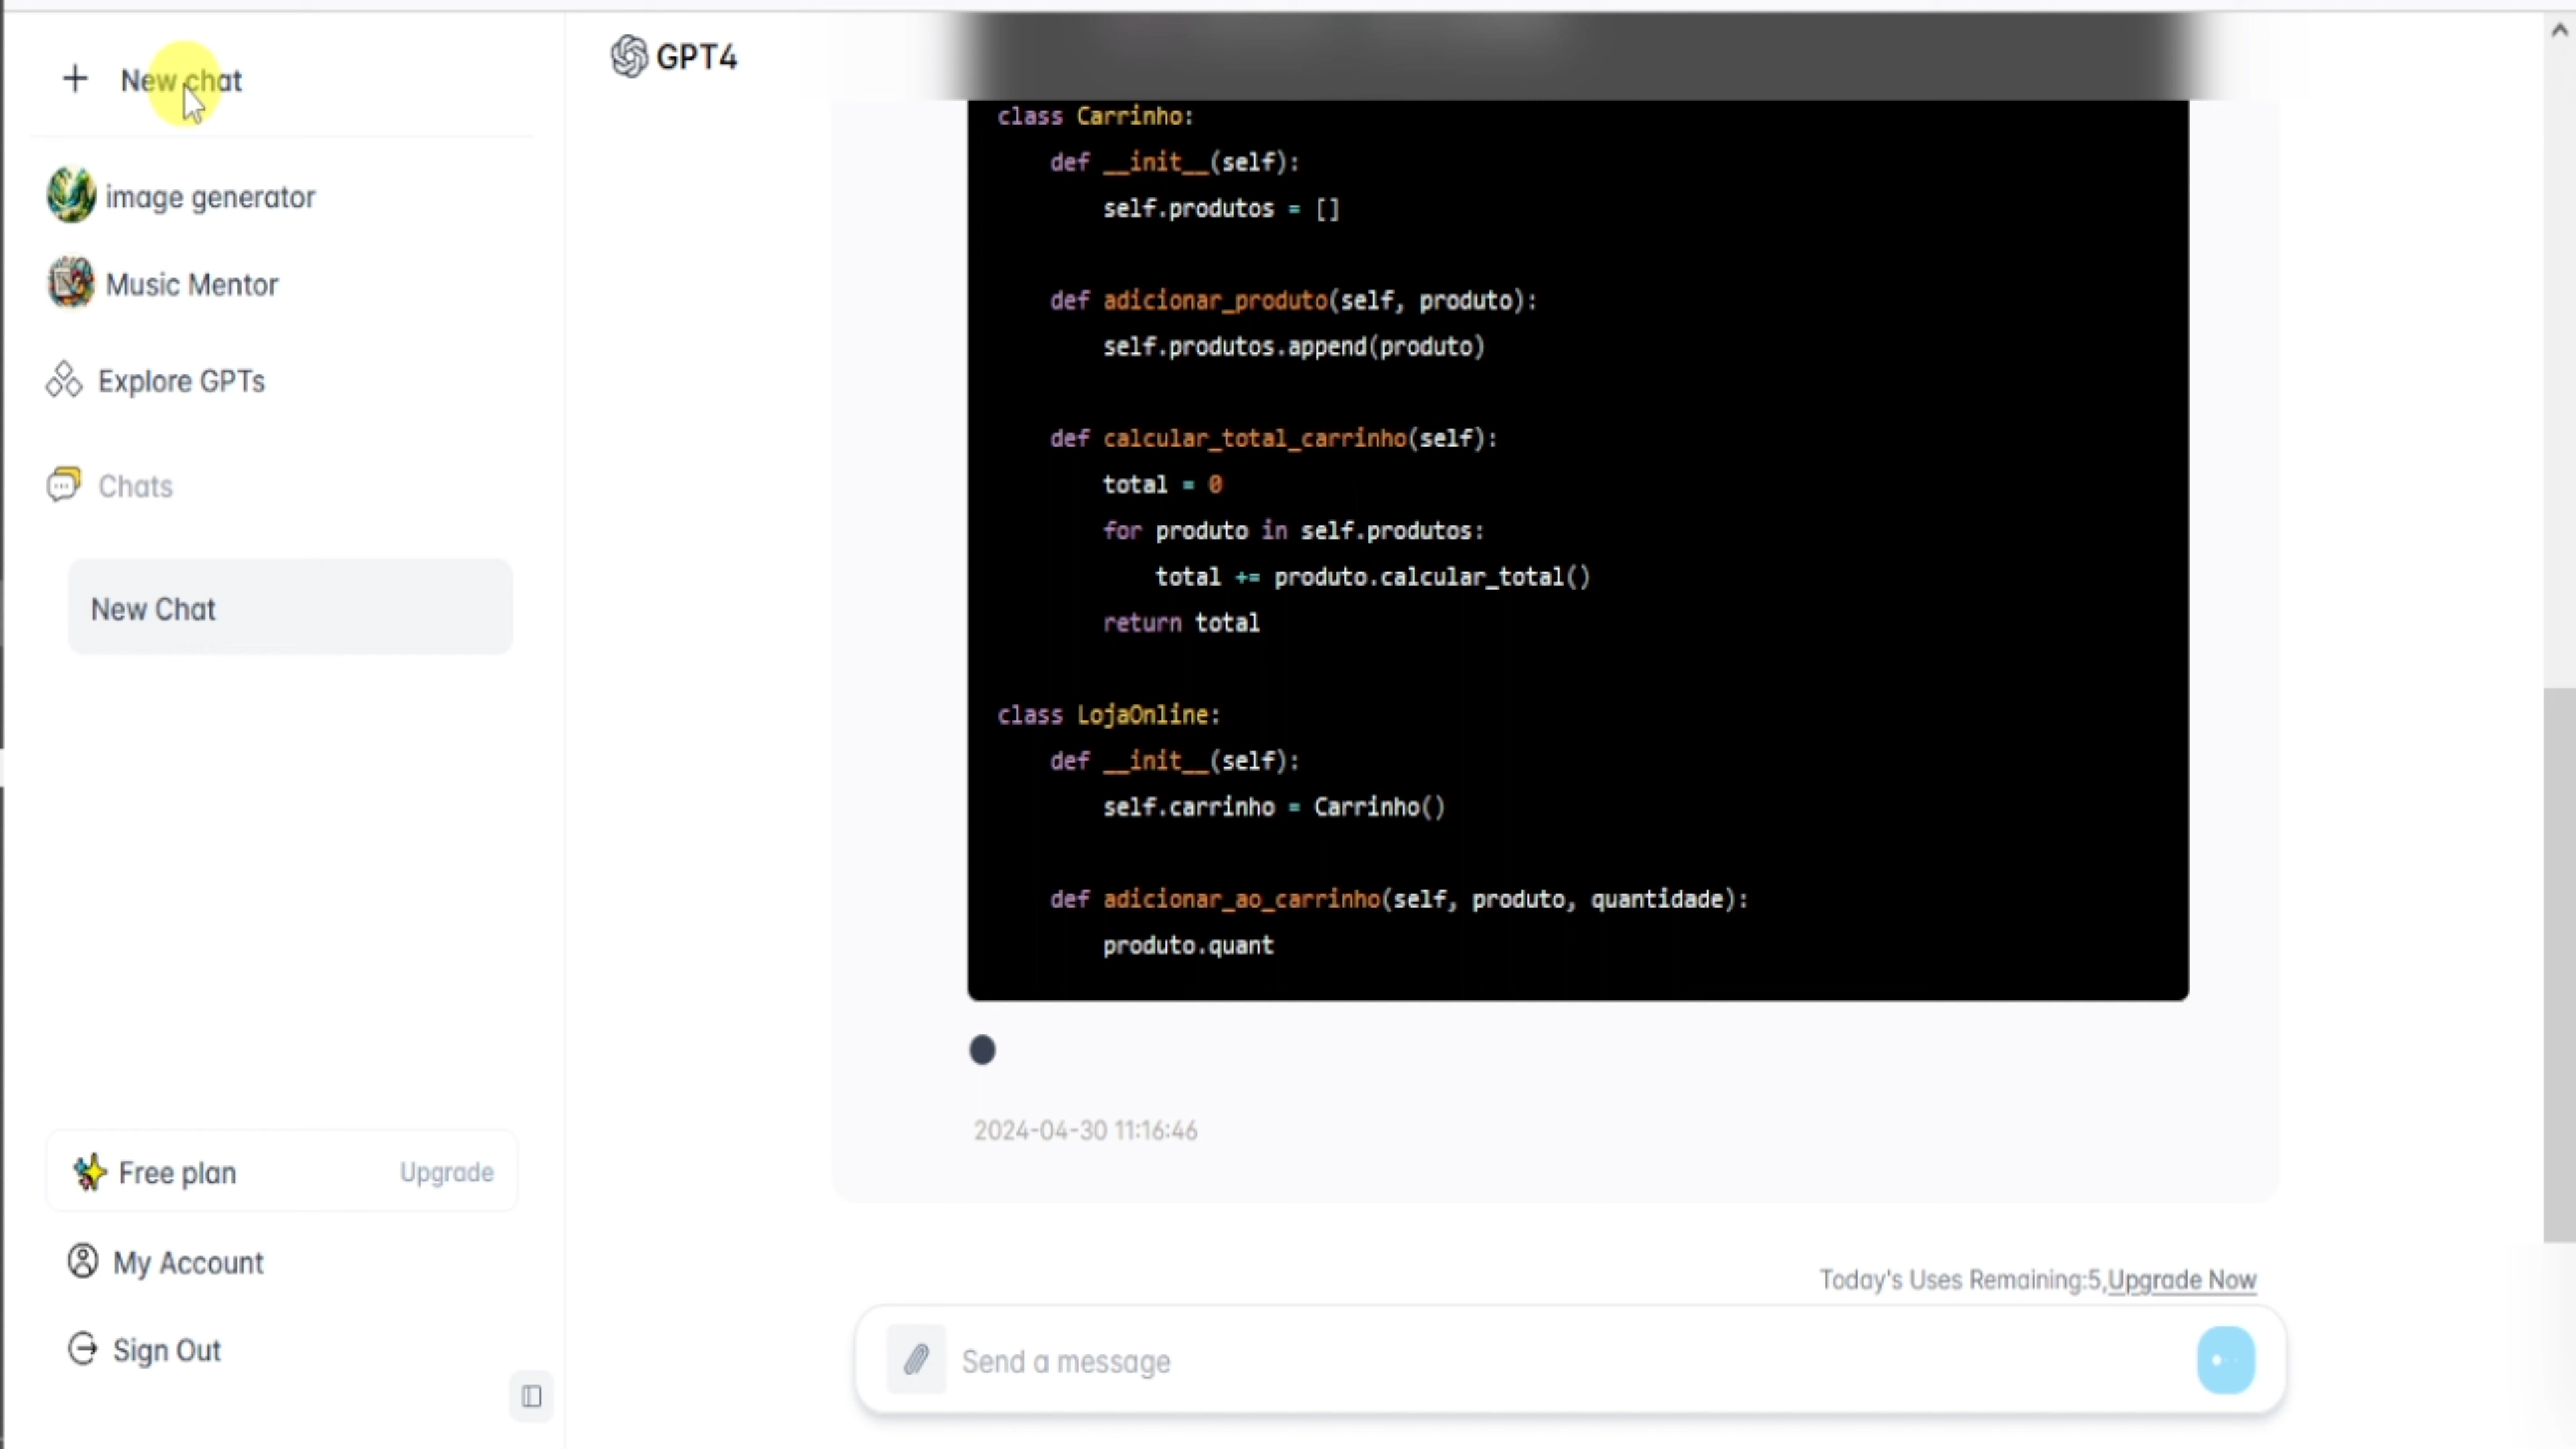 New chat
image generator
Music Mentor
Explore GPTs
Chats
New Chat
Free plan Upgrade
My Account
Sign Out
GPT4
class Carrinho:
    def __init__(self):
        self.produtos = []

    def adicionar_produto(self, produto):
        self.produtos.append(produto)

    def calcular_total_carrinho(self):
        total = 0
        for produto in self.produtos:
            total += produto.calcular_total()
        return total

class LojaOnline:
    def __init__(self):
        self.carrinho = Carrinho()

    def adicionar_ao_carrinho(self, produto, quantidade):
        produto.quant
2024-04-30 11:16:46
Today's Uses Remaining:5,Upgrade Now
Send a message